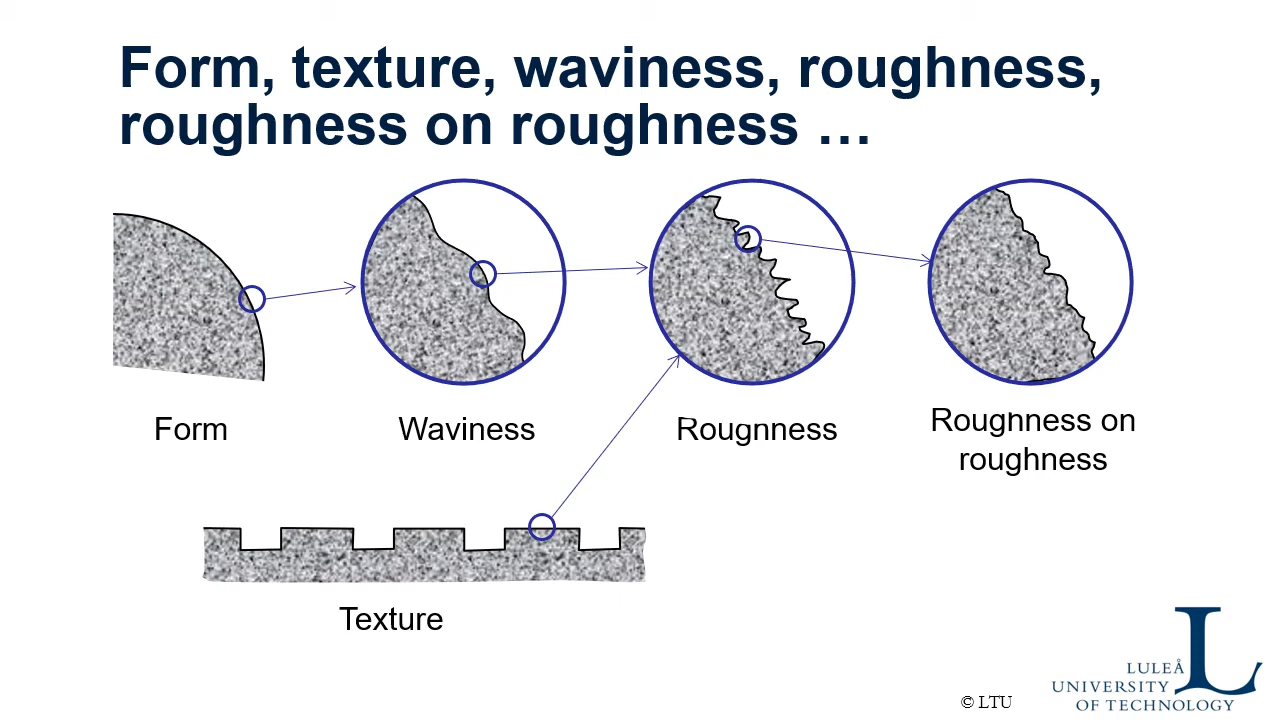 Form, texture, waviness, roughness,
roughness on roughness …
Form
Waviness
Rougnness
Roughness on
roughness
Texture
© LTU
LULEÅ
UNIVERSITY
OF TECHNOLOGY
L